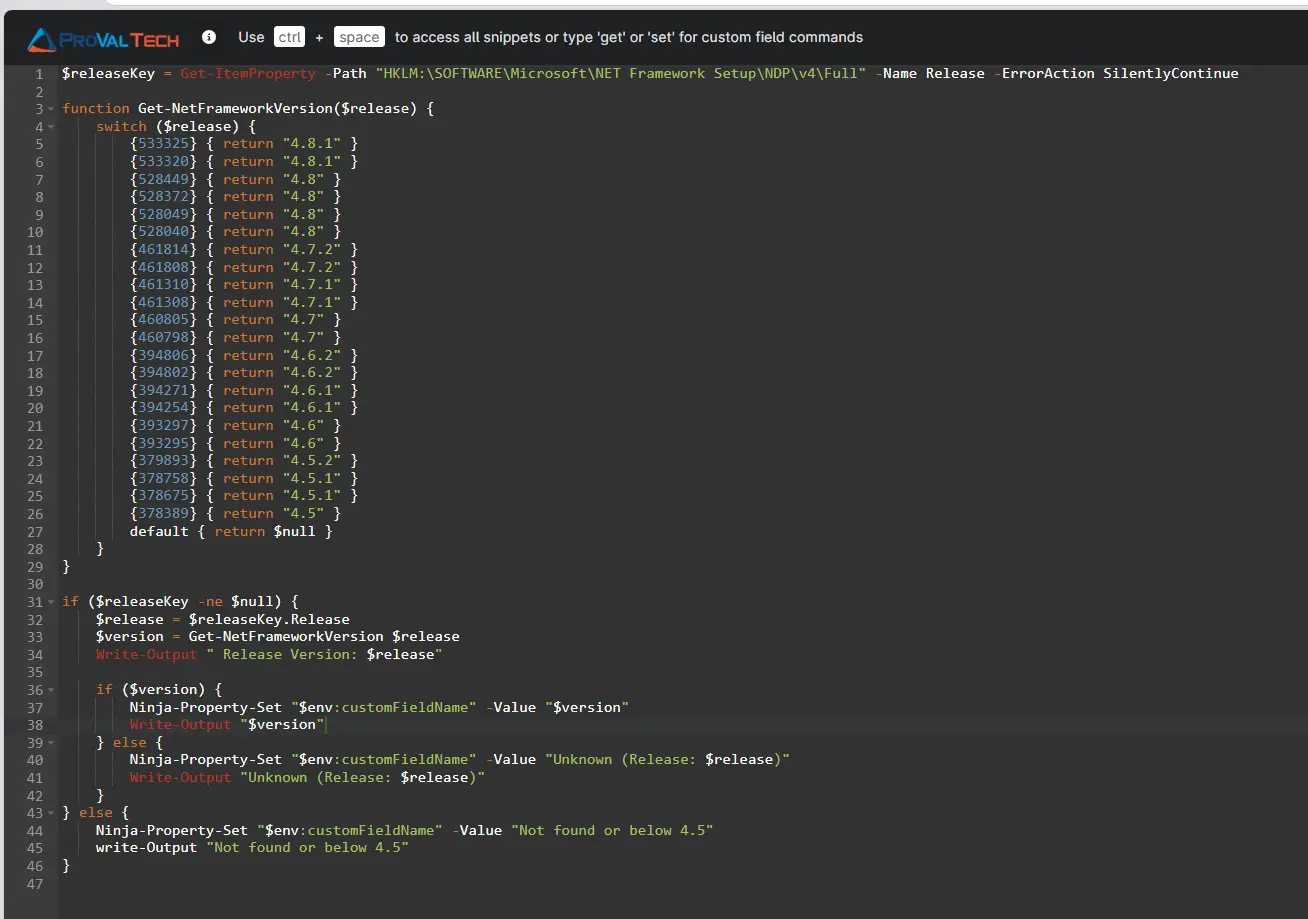 PROVALTECH Use ctrl + space to access all snippets or type 'get' or 'set' for custom field commands
1 $releaseKey = Get-ItemProperty -Path "HKLM:\SOFTWARE\Microsoft\NET Framework Setup\NDP\v4\Full" -Name Release -ErrorAction SilentlyContinue
2
3 function Get-NetFrameworkVersion($release) {
4     switch ($release) {
5         {533325} { return "4.8.1" }
6         {533320} { return "4.8.1" }
7         {528449} { return "4.8" }
8         {528372} { return "4.8" }
9         {528049} { return "4.8" }
10         {528040} { return "4.8" }
11         {461814} { return "4.7.2" }
12         {461808} { return "4.7.2" }
13         {461310} { return "4.7.1" }
14         {461308} { return "4.7.1" }
15         {460805} { return "4.7" }
16         {460798} { return "4.7" }
17         {394806} { return "4.6.2" }
18         {394802} { return "4.6.2" }
19         {394271} { return "4.6.1" }
20         {394254} { return "4.6.1" }
21         {393297} { return "4.6" }
22         {393295} { return "4.6" }
23         {379893} { return "4.5.2" }
24         {378758} { return "4.5.1" }
25         {378675} { return "4.5.1" }
26         {378389} { return "4.5" }
27         default { return $null }
28     }
29 }
30
31 if ($releaseKey -ne $null) {
32     $release = $releaseKey.Release
33     $version = Get-NetFrameworkVersion $release
34     Write-Output " Release Version: $release"
35
36     if ($version) {
37         Ninja-Property-Set "$env:customFieldName" -Value "$version"
38         Write-Output "$version"
39     } else {
40         Ninja-Property-Set "$env:customFieldName" -Value "Unknown (Release: $release)"
41         Write-Output "Unknown (Release: $release)"
42     }
43 } else {
44     Ninja-Property-Set "$env:customFieldName" -Value "Not found or below 4.5"
45     write-Output "Not found or below 4.5"
46 }
47